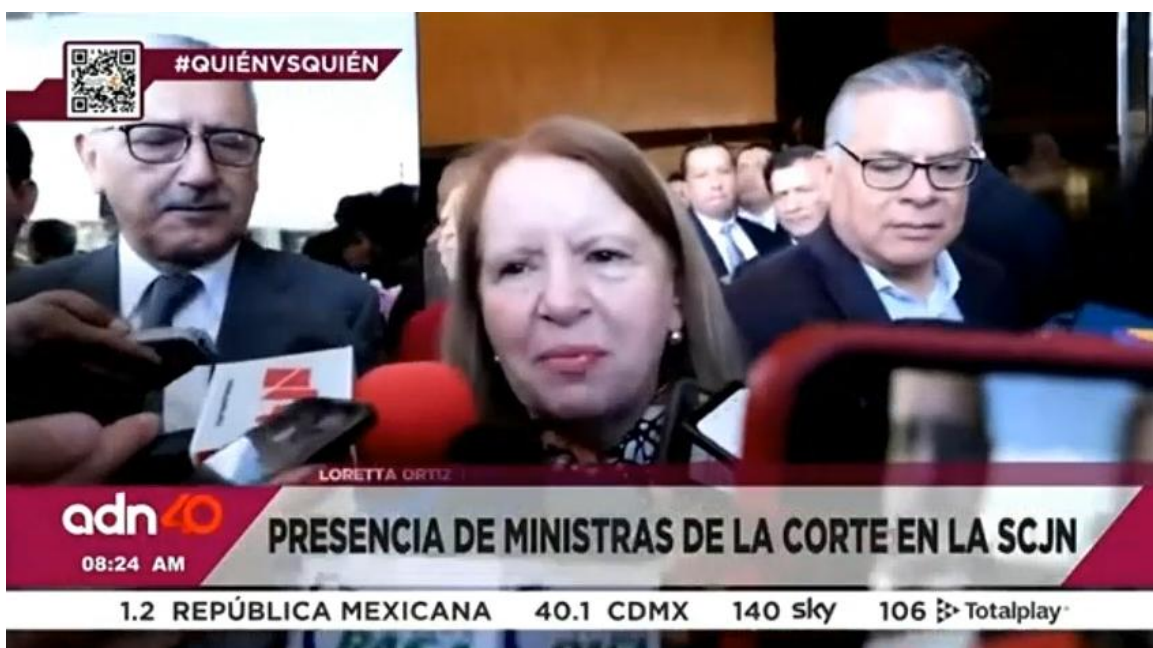 #QUIÉNVSQUIÉN
LORETTA ORTIZ
adn40
PRESENCIA DE MINISTRAS DE LA CORTE EN LA SCJN
08:24 AM
1.2 REPÚBLICA MEXICANA 40.1 CDMX 140 sky 106 Totalplay